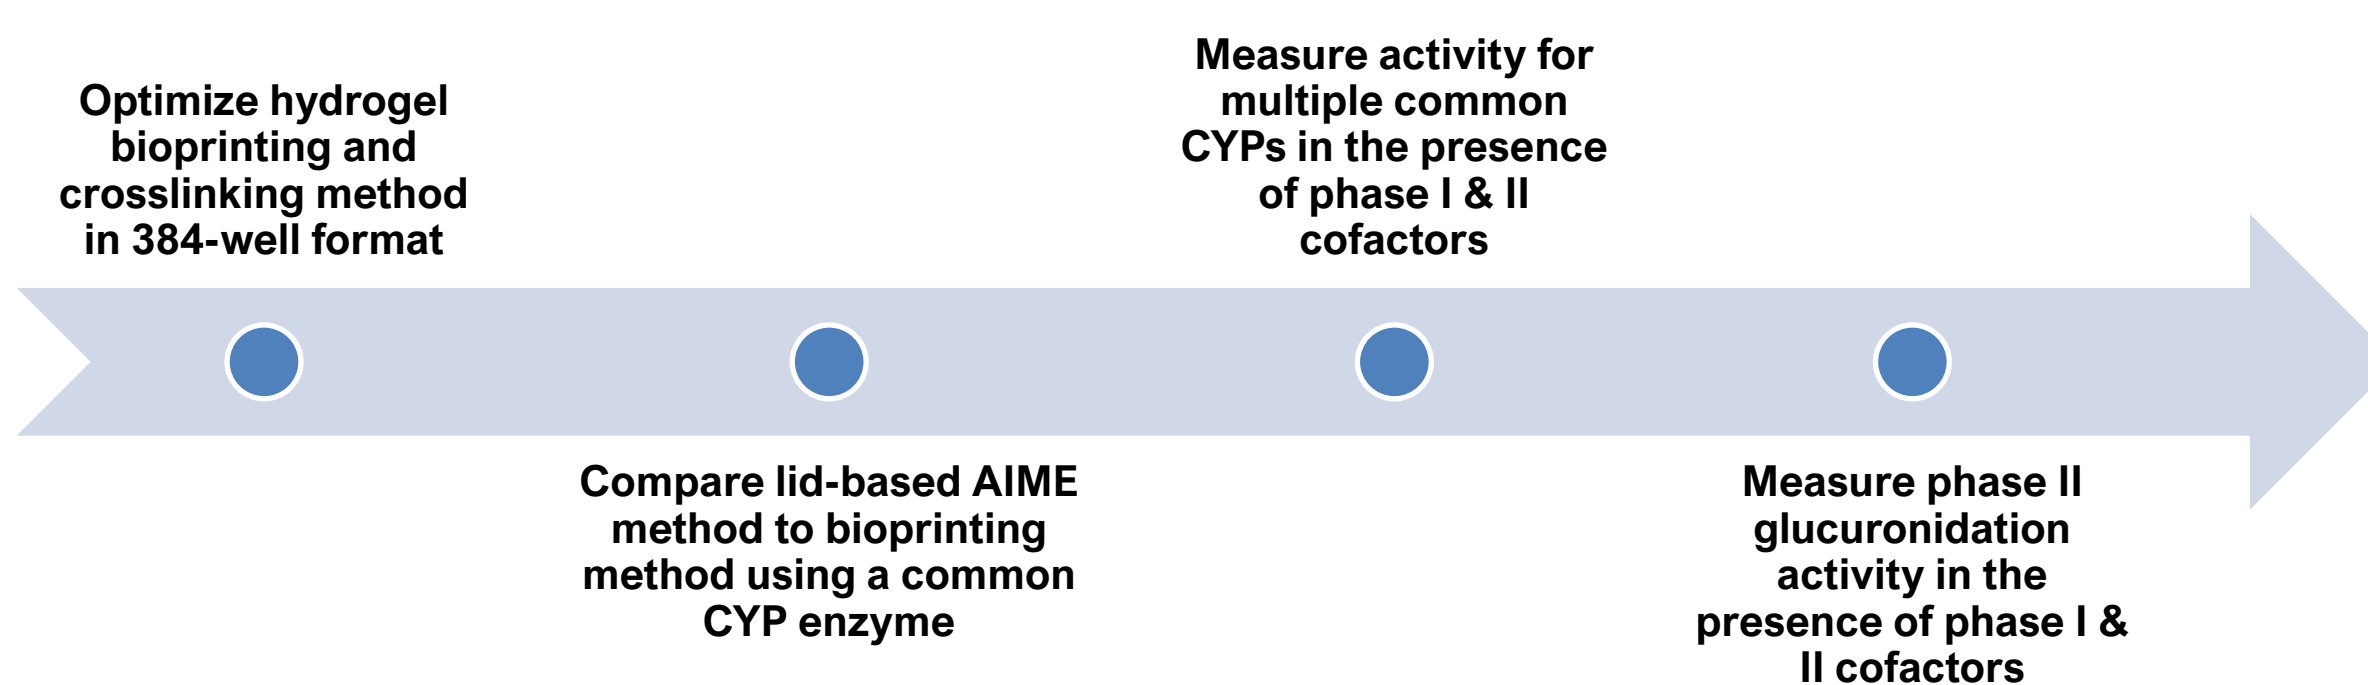 Optimize hydrogel
bioprinting and
crosslinking method
in 384-well format
Compare lid-based AIME
method to bioprinting
method using a common
CYP enzyme
Measure activity for
multiple common
CYPs in the presence
of phase I & II
cofactors
Measure phase II
glucuronidation
activity in the
presence of phase I &
II cofactors